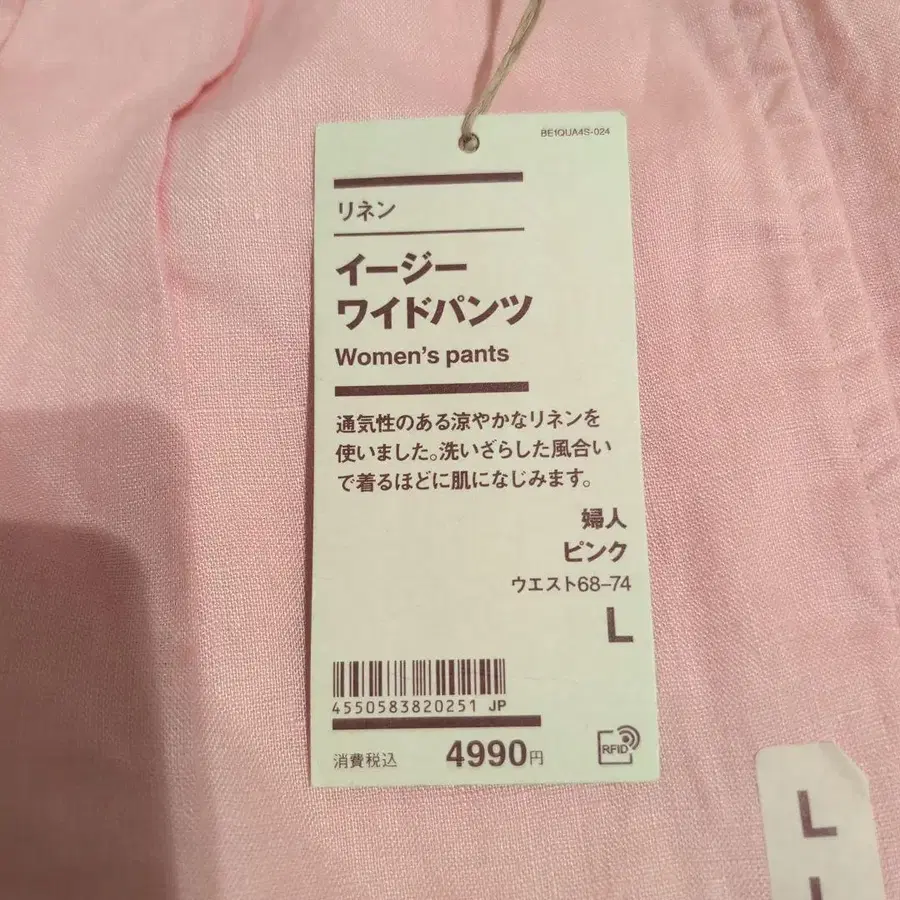 BE1QUA4S-024
リネン
イージー
ワイドパンツ
Women's pants
通気性のある涼やかなリネンを
使いました。洗いざらした風合い
で着るほどに肌になじみます。
婦人
ピンク
ウエスト68–74
L
4550583820251 JP
消費税込 4990円
RFID
L